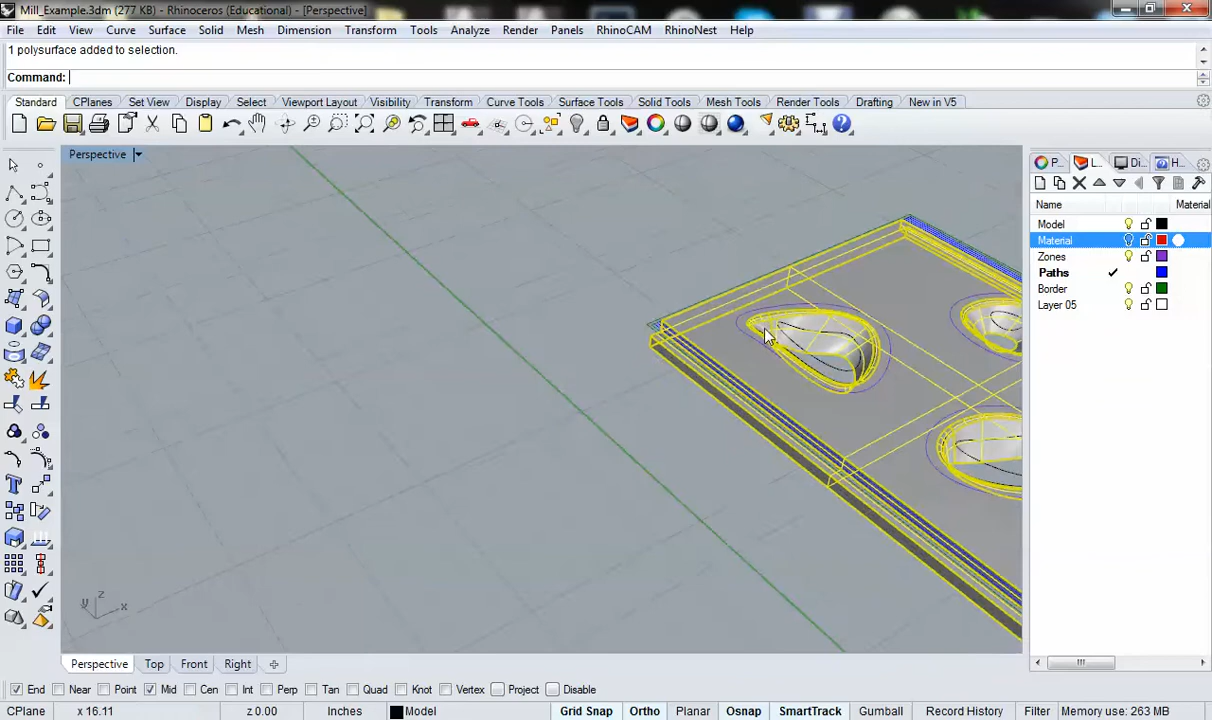 Mill_Example.3dm (277 KB) - Rhinoceros (Educational) - [Perspective]
File Edit View Curve Surface Solid Mesh Dimension Transform Tools Analyze Render Panels RhinoCAM RhinoNest Help
1 polysurface added to selection.
Command:
Standard CPlanes Set View Display Select Viewport Layout Visibility Transform Curve Tools Surface Tools Solid Tools Mesh Tools Render Tools Drafting New in V5
Perspective
P... L... Di... H...
Name Material
Model
Material
Zones
Paths
Border
Layer 05
z
y x
Perspective Top Front Right
End Near Point Mid Cen Int Perp Tan Quad Knot Vertex Project Disable
CPlane x 16.11 z 0.00 Inches Model Grid Snap Ortho Planar Osnap SmartTrack Gumball Record History Filter Memory use: 263 MB